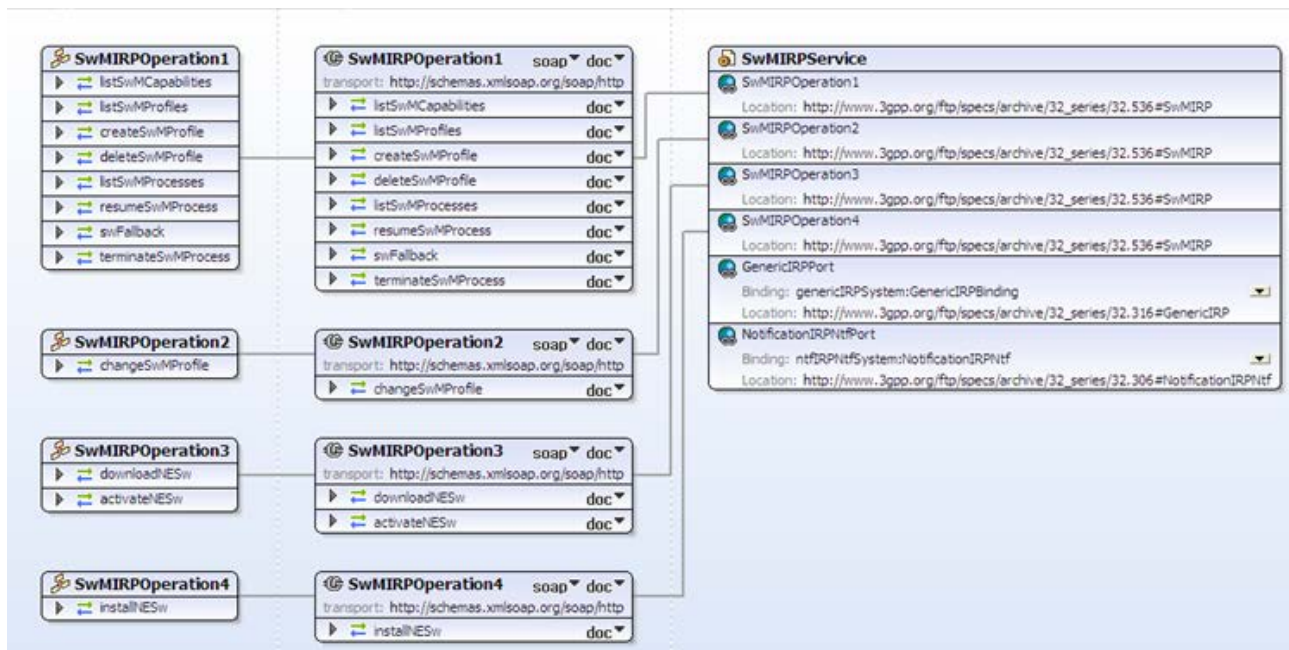 SwMIRPOperation1
listSwMCapabilities
listSwMProfiles
createSwMProfile
deleteSwMProfile
listSwMProcesses
resumeSwMProcess
swFallback
terminateSwMProcess
SwMIRPOperation2
changeSwMProfile
SwMIRPOperation3
downloadNESw
activateNESw
SwMIRPOperation4
installNESw
SwMIRPOperation1 soap doc
transport: http://schemas.xmlsoap.org/soap/http
listSwMCapabilities doc
listSwMProfiles doc
createSwMProfile doc
deleteSwMProfile doc
listSwMProcesses doc
resumeSwMProcess doc
swFallback doc
terminateSwMProcess doc
SwMIRPOperation2 soap doc
transport: http://schemas.xmlsoap.org/soap/http
changeSwMProfile doc
SwMIRPOperation3 soap doc
transport: http://schemas.xmlsoap.org/soap/http
downloadNESw doc
activateNESw doc
SwMIRPOperation4 soap doc
transport: http://schemas.xmlsoap.org/soap/http
installNESw doc
SwMIRPService
SwMIRPOperation1
Location: http://www.3gpp.org/ftp/specs/archive/32_series/32.536#SwMIRP
SwMIRPOperation2
Location: http://www.3gpp.org/ftp/specs/archive/32_series/32.536#SwMIRP
SwMIRPOperation3
Location: http://www.3gpp.org/ftp/specs/archive/32_series/32.536#SwMIRP
SwMIRPOperation4
Location: http://www.3gpp.org/ftp/specs/archive/32_series/32.536#SwMIRP
GenericIRPPort
Binding: genericIRPSystem:GenericIRPBinding
Location: http://www.3gpp.org/ftp/specs/archive/32_series/32.316#GenericIRP
NotificationIRPNtfPort
Binding: ntfIRPNtfSystem:NotificationIRPNtf
Location: http://www.3gpp.org/ftp/specs/archive/32_series/32.306#NotificationIRPNtf